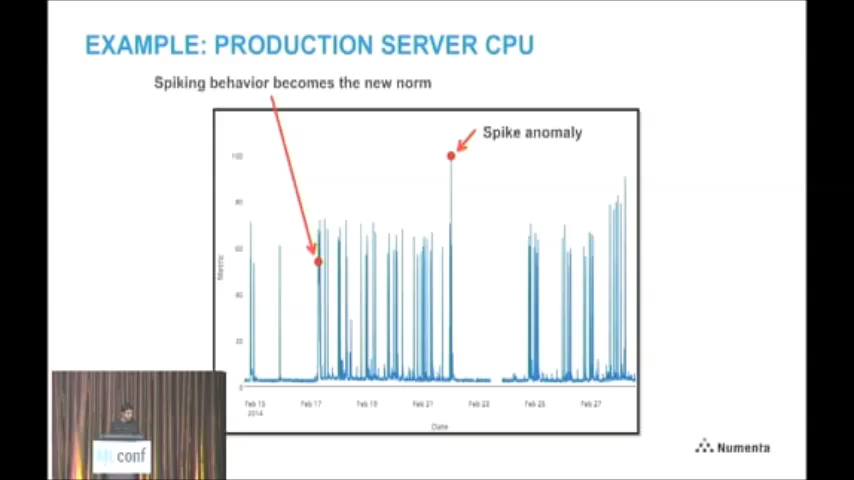 EXAMPLE: PRODUCTION SERVER CPU
Spiking behavior becomes the new norm
Spike anomaly
100
80
60
40
20
0
Metric
Feb 15
2014
Feb 17
Feb 19
Feb 21
Feb 23
Feb 25
Feb 27
Date
conf
Numenta